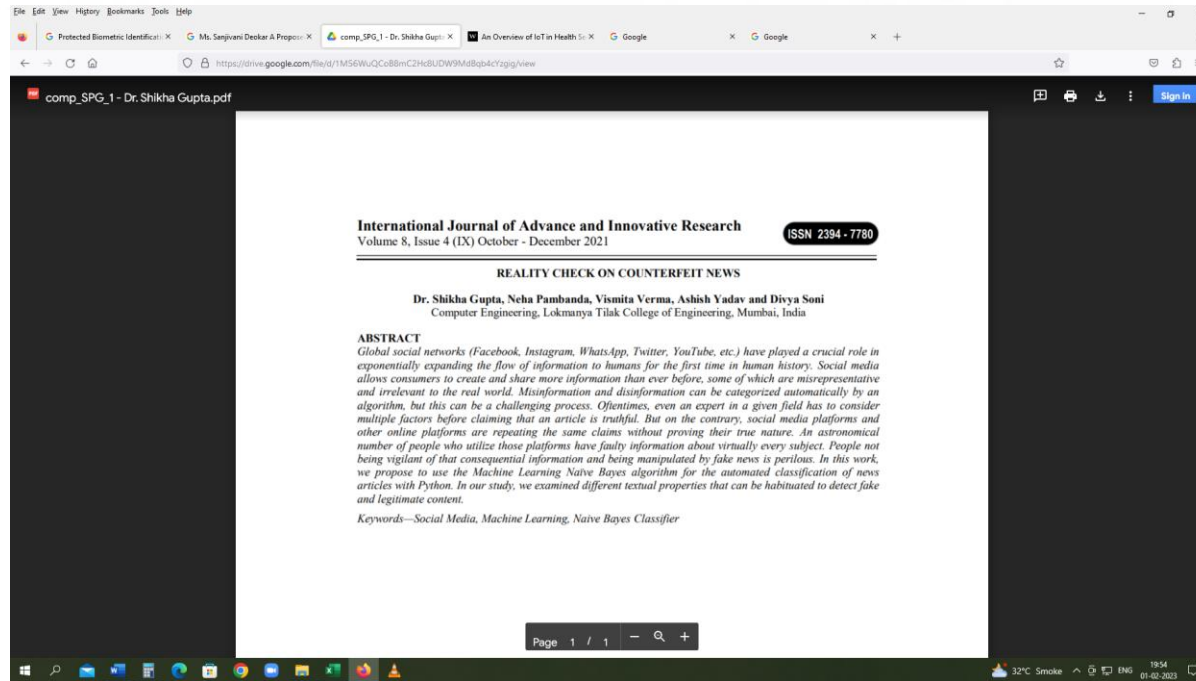 File Edit View History Bookmarks Tools Help
Protected Biometric Identificati
Ms. Sanjivani Deokar A Propose
comp_SPG_1 - Dr. Shikha Gupta
An Overview of IoT in Health Se
Google
Google
https://drive.google.com/file/d/1M56WuQCo88mC2Hc8UDW9Md8qb4cYzgig/view
PDF
comp_SPG_1 - Dr. Shikha Gupta.pdf
Sign in
International Journal of Advance and Innovative Research
Volume 8, Issue 4 (IX) October - December 2021
ISSN 2394 - 7780
REALITY CHECK ON COUNTERFEIT NEWS
Dr. Shikha Gupta, Neha Pambanda, Vismita Verma, Ashish Yadav and Divya Soni
Computer Engineering, Lokmanya Tilak College of Engineering, Mumbai, India
ABSTRACT
Global social networks (Facebook, Instagram, WhatsApp, Twitter, YouTube, etc.) have played a crucial role in
exponentially expanding the flow of information to humans for the first time in human history. Social media
allows consumers to create and share more information than ever before, some of which are misrepresentative
and irrelevant to the real world. Misinformation and disinformation can be categorized automatically by an
algorithm, but this can be a challenging process. Oftentimes, even an expert in a given field has to consider
multiple factors before claiming that an article is truthful. But on the contrary, social media platforms and
other online platforms are repeating the same claims without proving their true nature. An astronomical
number of people who utilize those platforms have faulty information about virtually every subject. People not
being vigilant of that consequential information and being manipulated by fake news is perilous. In this work,
we propose to use the Machine Learning Naïve Bayes algorithm for the automated classification of news
articles with Python. In our study, we examined different textual properties that can be habituated to detect fake
and legitimate content.
Keywords—Social Media, Machine Learning, Naive Bayes Classifier
Page 1 / 1
32°C Smoke
ENG
19:54
01-02-2023